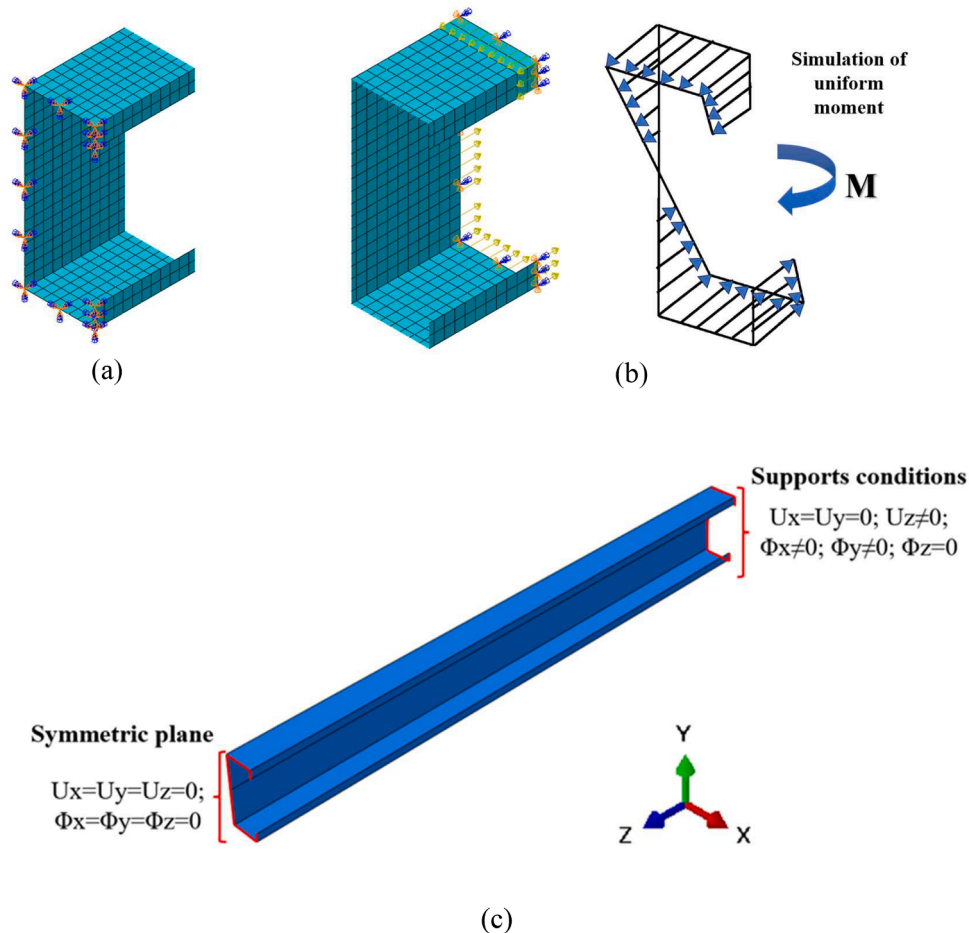 Simulation of
uniform
moment
M
(a)
(b)
Supports conditions
Ux=Uy=0; Uz≠0;
Φx≠0; Φy≠0; Φz=0
Symmetric plane
Ux=Uy=Uz=0;
Φx=Φy=Φz=0
Y
Z
X
(c)